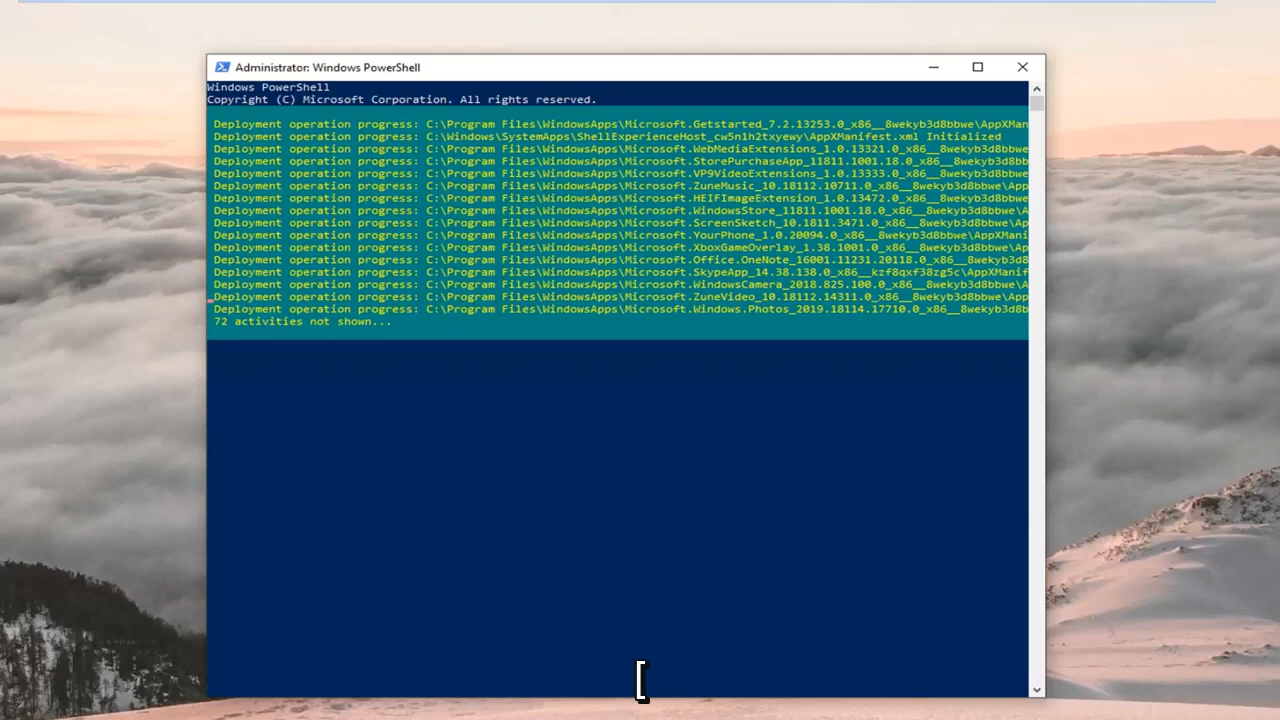 Administrator: Windows PowerShell
Windows PowerShell
Copyright (C) Microsoft Corporation. All rights reserved.
Deployment operation progress: C:\Program Files\WindowsApps\Microsoft.Getstarted_7.2.13253.0_x86__8wekyb3d8bbwe\AppXMan
Deployment operation progress: C:\Windows\SystemApps\ShellExperienceHost_cw5n1h2txyewy\AppXManifest.xml Initialized
Deployment operation progress: C:\Program Files\WindowsApps\Microsoft.WebMediaExtensions_1.0.13321.0_x86__8wekyb3d8bbwe
Deployment operation progress: C:\Program Files\WindowsApps\Microsoft.StorePurchaseApp_11811.1001.18.0_x86__8wekyb3d8bb
Deployment operation progress: C:\Program Files\WindowsApps\Microsoft.VP9VideoExtensions_1.0.13333.0_x86__8wekyb3d8bbwe
Deployment operation progress: C:\Program Files\WindowsApps\Microsoft.ZuneMusic_10.18112.10711.0_x86__8wekyb3d8bbwe\App
Deployment operation progress: C:\Program Files\WindowsApps\Microsoft.HEIFImageExtension_1.0.13472.0_x86__8wekyb3d8bbwe
Deployment operation progress: C:\Program Files\WindowsApps\Microsoft.WindowsStore_11811.1001.18.0_x86__8wekyb3d8bbwe\A
Deployment operation progress: C:\Program Files\WindowsApps\Microsoft.ScreenSketch_10.1811.3471.0_x86__8wekyb3d8bbwe\Ap
Deployment operation progress: C:\Program Files\WindowsApps\Microsoft.YourPhone_1.0.20094.0_x86__8wekyb3d8bbwe\AppXMani
Deployment operation progress: C:\Program Files\WindowsApps\Microsoft.XboxGameOverlay_1.38.1001.0_x86__8wekyb3d8bbwe\Ap
Deployment operation progress: C:\Program Files\WindowsApps\Microsoft.Office.OneNote_16001.11231.20118.0_x86__8wekyb3d8
Deployment operation progress: C:\Program Files\WindowsApps\Microsoft.SkypeApp_14.38.138.0_x86__kzf8qxf38zg5c\AppXManif
Deployment operation progress: C:\Program Files\WindowsApps\Microsoft.WindowsCamera_2018.825.100.0_x86__8wekyb3d8bbwe\A
Deployment operation progress: C:\Program Files\WindowsApps\Microsoft.ZuneVideo_10.18112.14311.0_x86__8wekyb3d8bbwe\App
Deployment operation progress: C:\Program Files\WindowsApps\Microsoft.Windows.Photos_2019.18114.17710.0_x86__8wekyb3d8b
72 activities not shown...
[